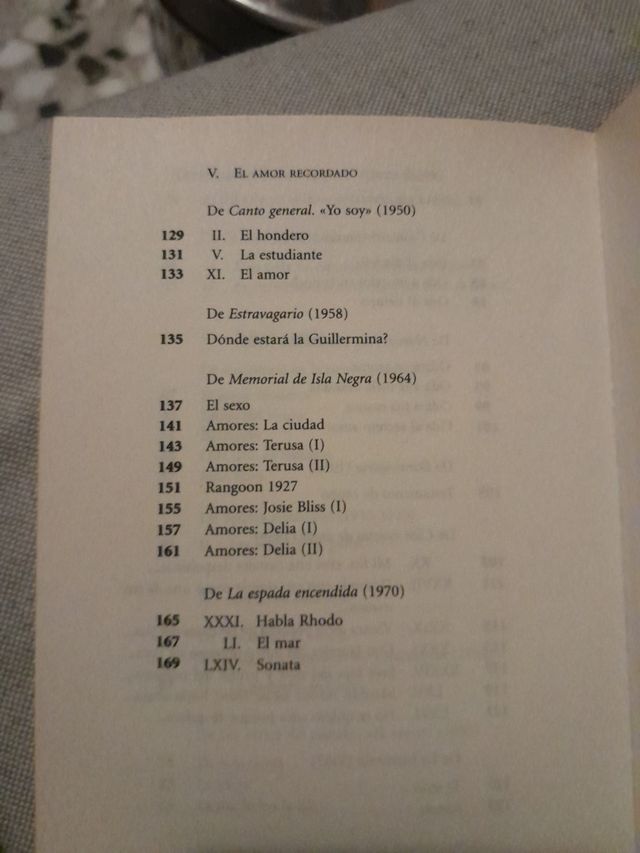 V. El amor recordado
De Canto general. «Yo soy» (1950)
129 II. El hondero
131 V. La estudiante
133 XI. El amor
De Estravagario (1958)
135 Dónde estará la Guillermina?
De Memorial de Isla Negra (1964)
137 El sexo
141 Amores: La ciudad
143 Amores: Terusa (I)
149 Amores: Terusa (II)
151 Rangoon 1927
155 Amores: Josie Bliss (I)
157 Amores: Delia (I)
161 Amores: Delia (II)
De La espada encendida (1970)
165 XXXI. Habla Rhodo
167 LI. El mar
169 LXIV. Sonata